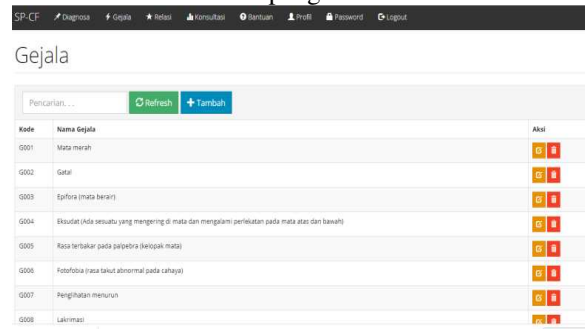 SP-CF Diagnosa Gejala Relasi Konsultasi Bantuan Profil Password Logout
Gejala
Pencarian. . . Refresh Tambah
Kode Nama Gejala Aksi
G001 Mata merah
G002 Gatal
G003 Epifora (mata berair)
G004 Eksudat (Ada sesuatu yang mengering di mata dan mengalami perlekatan pada mata atas dan bawah)
G005 Rasa terbakar pada palpebra (kelopak mata)
G006 Fotofobia (rasa takut abnormal pada cahaya)
G007 Penglihatan menurun
G008 Lakrimasi